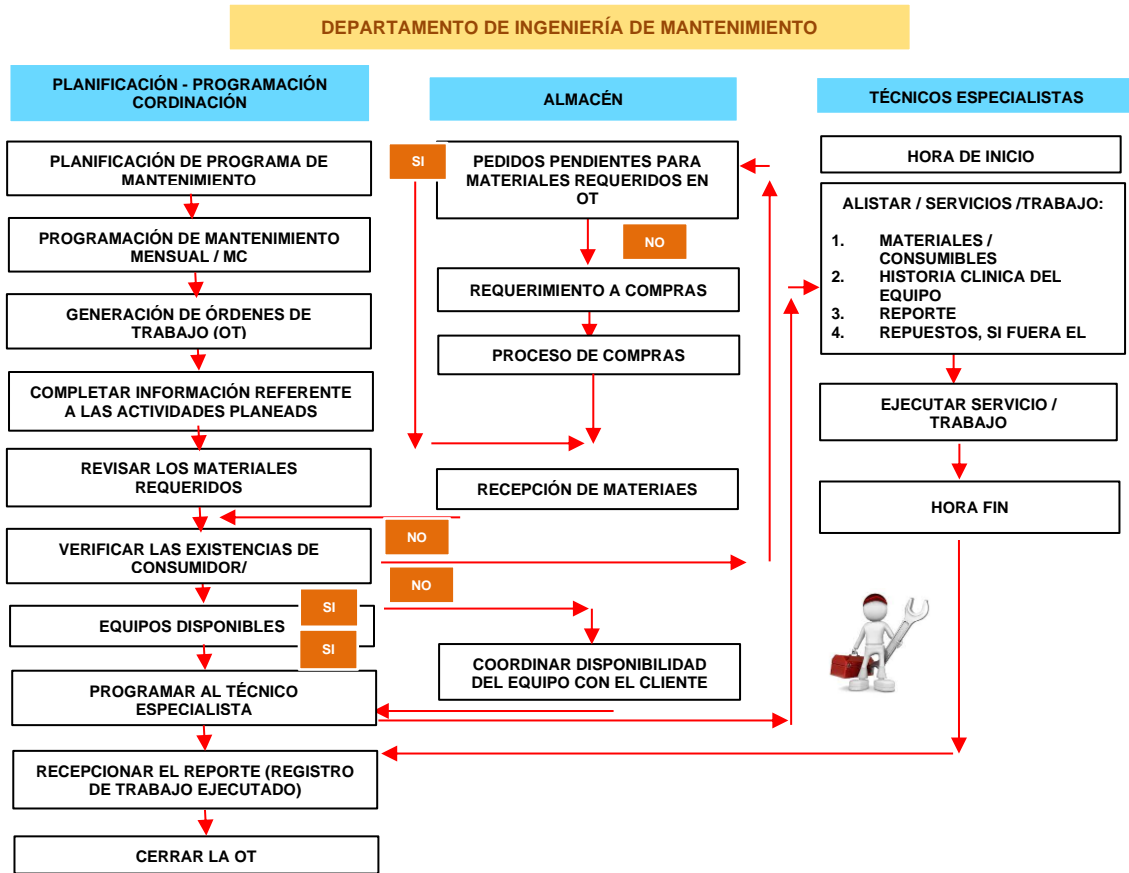 DEPARTAMENTO DE INGENIERÍA DE MANTENIMIENTO
PLANIFICACIÓN - PROGRAMACIÓN
CORDINACIÓN
PLANIFICACIÓN DE PROGRAMA DE
MANTENIMIENTO
PROGRAMACIÓN DE MANTENIMIENTO
MENSUAL / MC
GENERACIÓN DE ÓRDENES DE
TRABAJO (OT)
COMPLETAR INFORMACIÓN REFERENTE
A LAS ACTIVIDADES PLANEADS
REVISAR LOS MATERIALES
REQUERIDOS
VERIFICAR LAS EXISTENCIAS DE
CONSUMIDOR/
SI
EQUIPOS DISPONIBLES
SI
PROGRAMAR AL TÉCNICO
ESPECIALISTA
RECEPCIONAR EL REPORTE (REGISTRO
DE TRABAJO EJECUTADO)
CERRAR LA OT
ALMACÉN
SI
PEDIDOS PENDIENTES PARA
MATERIALES REQUERIDOS EN
OT
NO
REQUERIMIENTO A COMPRAS
PROCESO DE COMPRAS
RECEPCIÓN DE MATERIAES
NO
NO
COORDINAR DISPONIBILIDAD
DEL EQUIPO CON EL CLIENTE
TÉCNICOS ESPECIALISTAS
HORA DE INICIO
ALISTAR / SERVICIOS /TRABAJO:
1. MATERIALES /
CONSUMIBLES
2. HISTORIA CLINICA DEL
EQUIPO
3. REPORTE
4. REPUESTOS, SI FUERA EL
EJECUTAR SERVICIO /
TRABAJO
HORA FIN